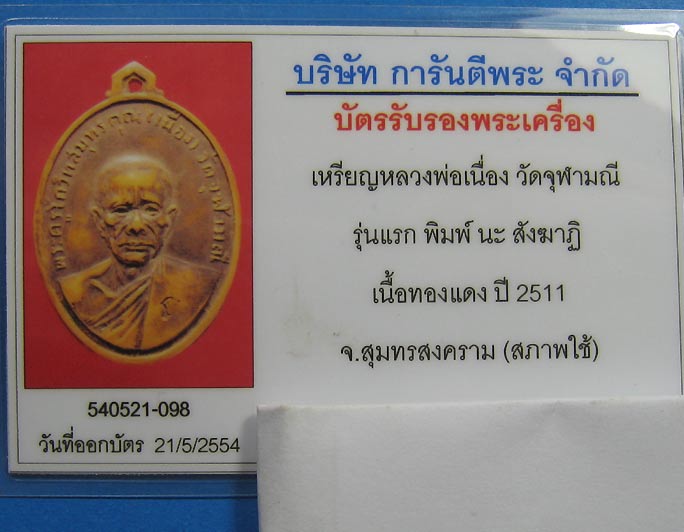 บริษัท การันตีพระ จำกัด
บัตรรับรองพระเครื่อง
เหรียญหลวงพ่อเนื่อง วัดจุฬามณี
รุ่นแรก พิมพ์ นะ สังฆาฏิ
เนื้อทองแดง ปี 2511
จ.สุมทรสงคราม (สภาพใช้)
540521-098
วันที่ออกบัตร 21/5/2554